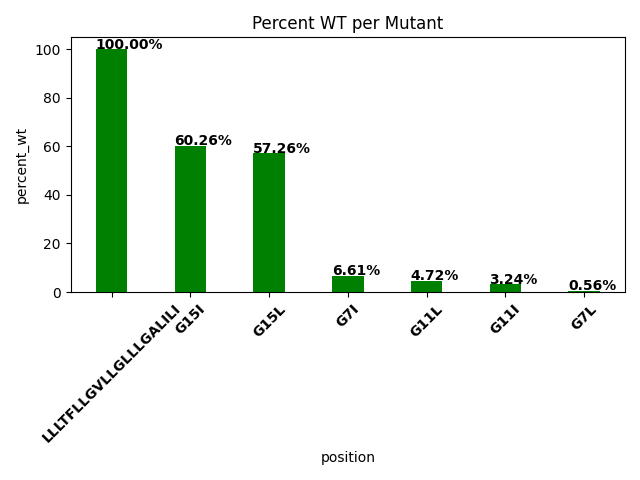 Percent WT per Mutant
percent_wt
100
80
60
40
20
0
100.00%
60.26%
57.26%
6.61%
4.72%
3.24%
0.56%
LLLTFLLGVLLGLLLGALILI
G15I
G15L
G7I
G11L
G11I
G7L
position